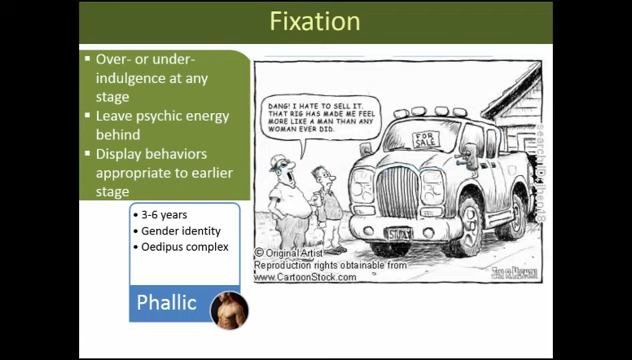 Fixation
Over- or under-
indulgence at any
stage
Leave psychic energy
behind
Display behaviors
appropriate to earlier
stage
3-6 years
Gender identity
Oedipus complex
Phallic
DANG! I HATE TO SELL IT.
THAT RIG HAS MADE ME FEEL
MORE LIKE A MAN THAN ANY
WOMAN EVER DID.
FOR
SALE
© Original Artist
Reproduction rights obtainable from
www.CartoonStock.com